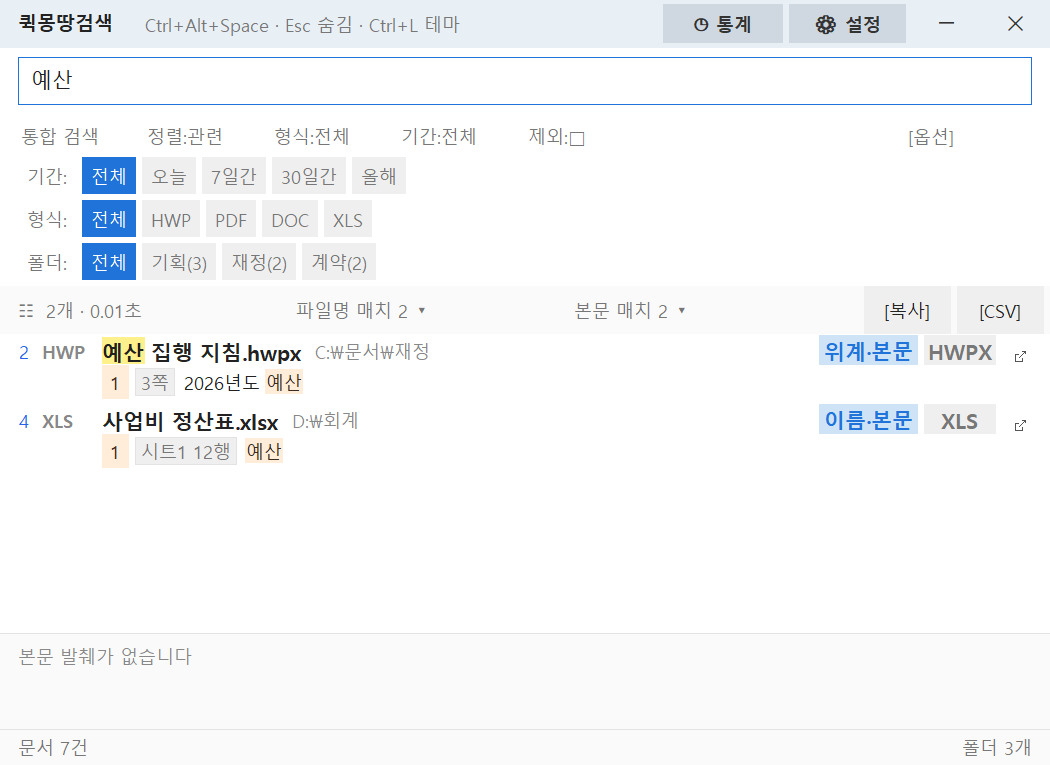 퀵몽땅검색 Ctrl+Alt+Space · Esc 숨김 · Ctrl+L 테마 통계 설정
예산
통합 검색 정렬:관련 형식:전체 기간:전체 제외:□ [옵션]
기간: 전체 오늘 7일간 30일간 올해
형식: 전체 HWP PDF DOC XLS
폴더: 전체 기획(3) 재정(2) 계약(2)
2개 · 0.01초 파일명 매치 2 ▾ 본문 매치 2 ▾ [복사] [CSV]
2 HWP 예산 집행 지침.hwpx C:₩문서₩재정 위계·본문 HWPX
1 3쪽 2026년도 예산
4 XLS 사업비 정산표.xlsx D:₩회계 이름·본문 XLS
1 시트1 12행 예산
본문 발췌가 없습니다
문서 7건 폴더 3개